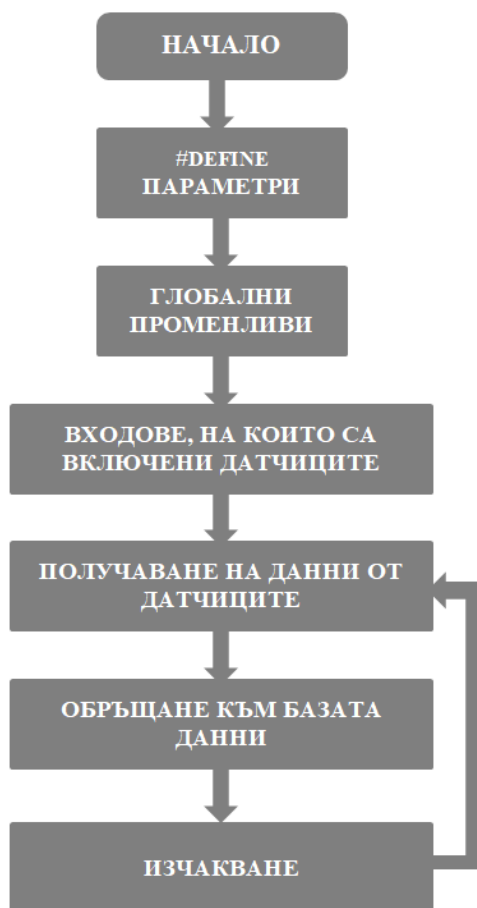 НАЧАЛО
#DEFINE
ПАРАМЕТРИ
ГЛОБАЛНИ
ПРОМЕНЛИВИ
ВХОДОВЕ, НА КОИТО СА
ВКЛЮЧЕНИ ДАТЧИЦИТЕ
ПОЛУЧАВАНЕ НА ДАННИ ОТ
ДАТЧИЦИТЕ
ОБРЪЩАНЕ КЪМ БАЗАТА
ДАННИ
ИЗЧАКВАНЕ